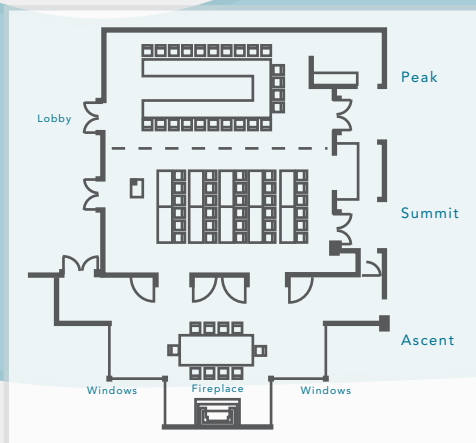 Peak
Lobby
Summit
Ascent
Windows
Fireplace
Windows